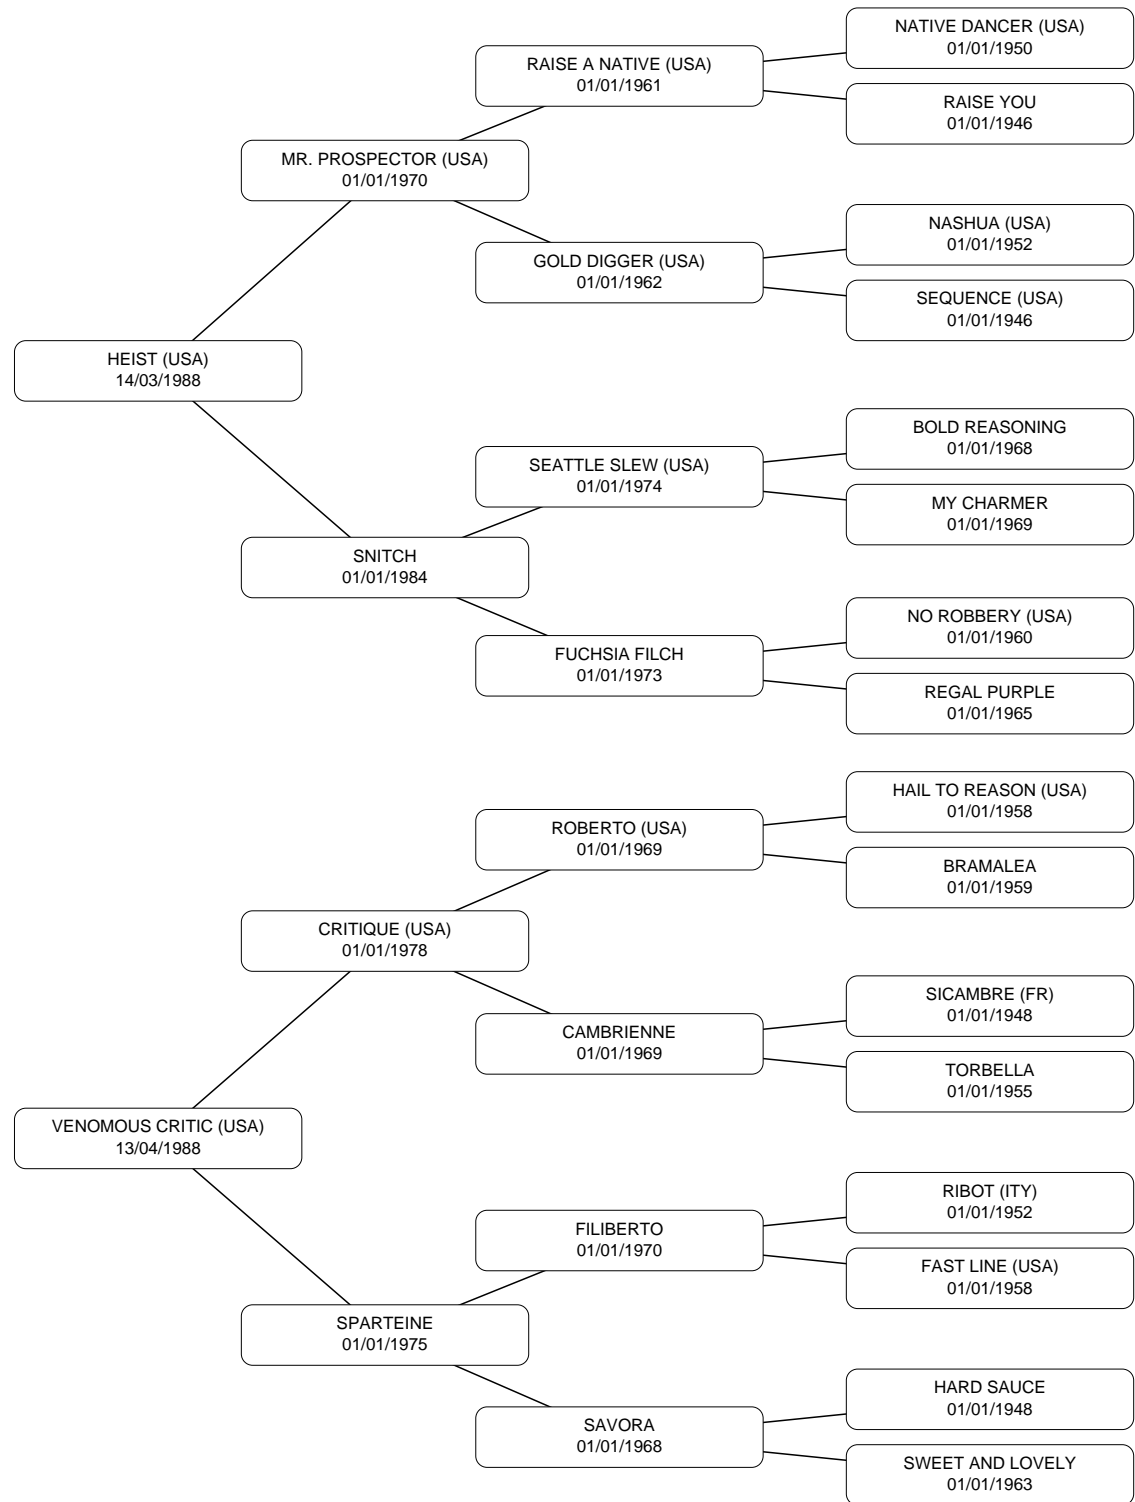 NATIVE DANCER (USA)
01/01/1950
RAISE A NATIVE (USA)
01/01/1961
RAISE YOU
01/01/1946
MR. PROSPECTOR (USA)
01/01/1970
NASHUA (USA)
01/01/1952
GOLD DIGGER (USA)
01/01/1962
SEQUENCE (USA)
01/01/1946
HEIST (USA)
14/03/1988
BOLD REASONING
01/01/1968
SEATTLE SLEW (USA)
01/01/1974
MY CHARMER
01/01/1969
SNITCH
01/01/1984
NO ROBBERY (USA)
01/01/1960
FUCHSIA FILCH
01/01/1973
REGAL PURPLE
01/01/1965
HAIL TO REASON (USA)
01/01/1958
ROBERTO (USA)
01/01/1969
BRAMALEA
01/01/1959
CRITIQUE (USA)
01/01/1978
SICAMBRE (FR)
01/01/1948
CAMBRIENNE
01/01/1969
TORBELLA
01/01/1955
VENOMOUS CRITIC (USA)
13/04/1988
RIBOT (ITY)
01/01/1952
FILIBERTO
01/01/1970
FAST LINE (USA)
01/01/1958
SPARTEINE
01/01/1975
HARD SAUCE
01/01/1948
SAVORA
01/01/1968
SWEET AND LOVELY
01/01/1963